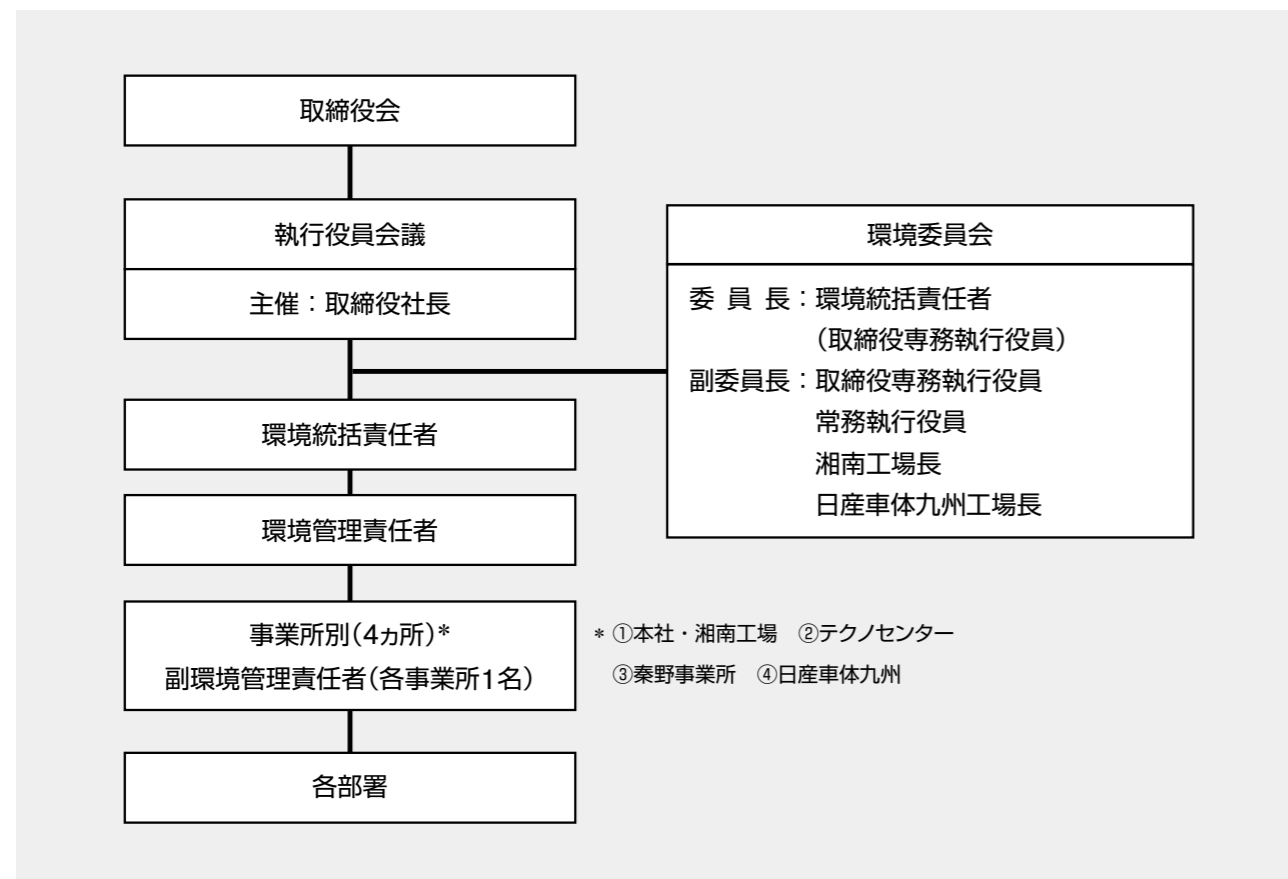 取締役会
執行役員会議
主催：取締役社長
環境統括責任者
環境管理責任者
事業所別（4ヵ所）*
副環境管理責任者（各事業所1名）
各部署
環境委員会
委 員 長：環境統括責任者
（取締役専務執行役員）
副委員長：取締役専務執行役員
常務執行役員
湘南工場長
日産車体九州工場長
* ①本社・湘南工場　②テクノセンター
③秦野事業所　④日産車体九州